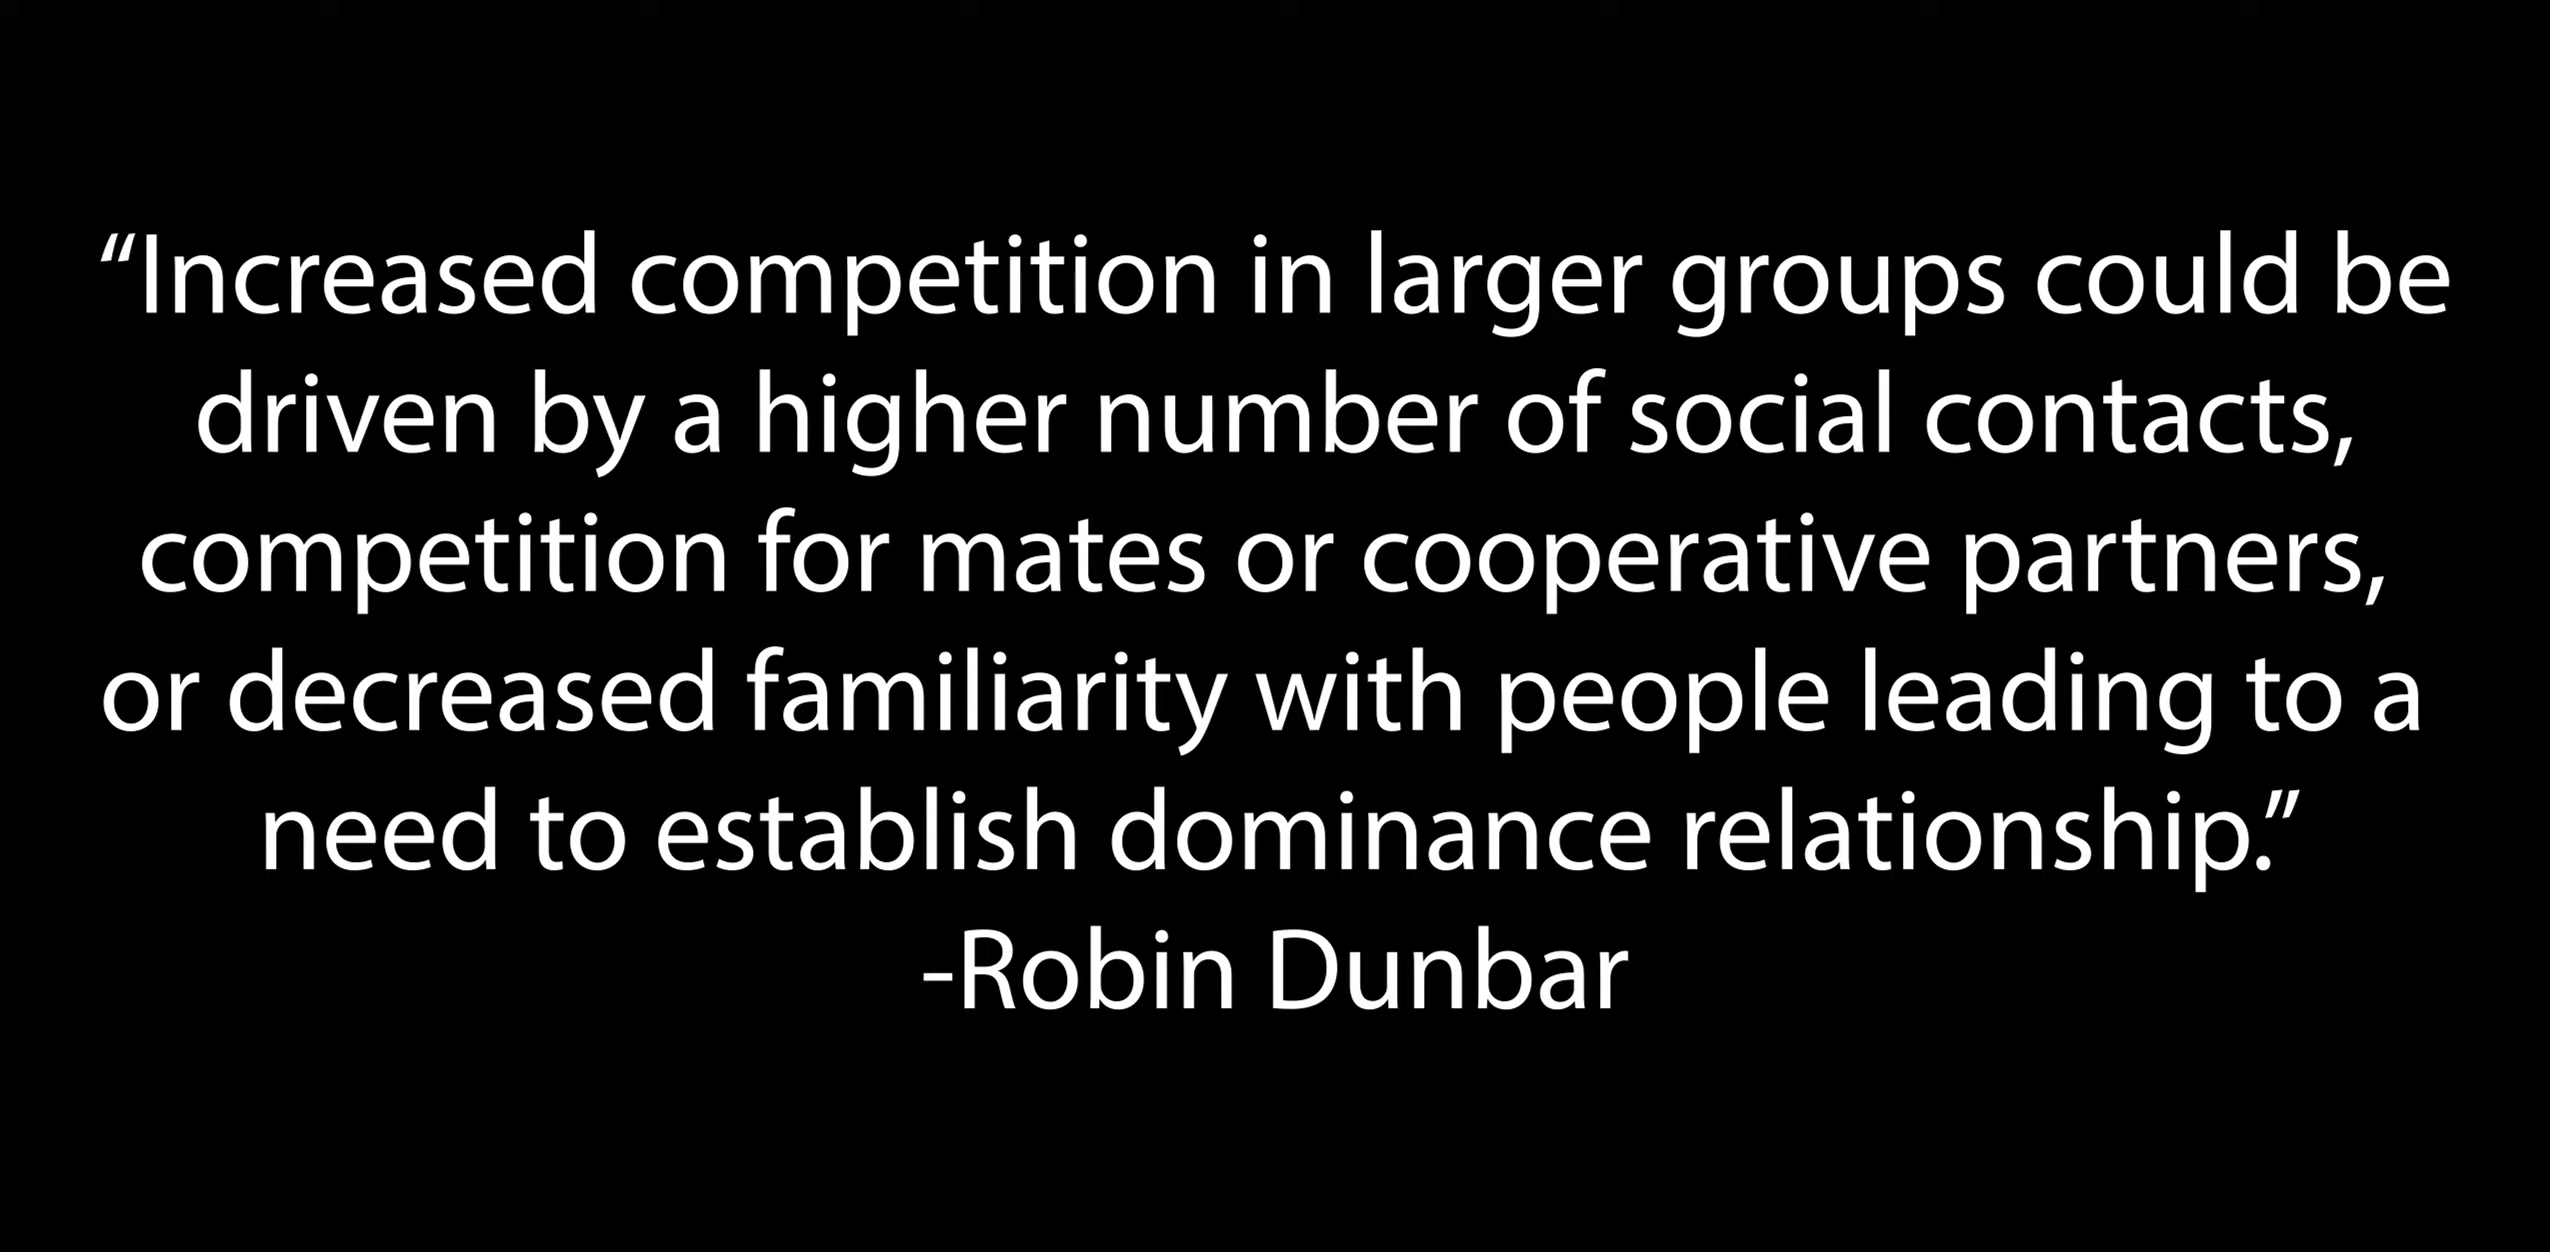 “Increased competition in larger groups could be
driven by a higher number of social contacts,
competition for mates or cooperative partners,
or decreased familiarity with people leading to a
need to establish dominance relationship.”
-Robin Dunbar